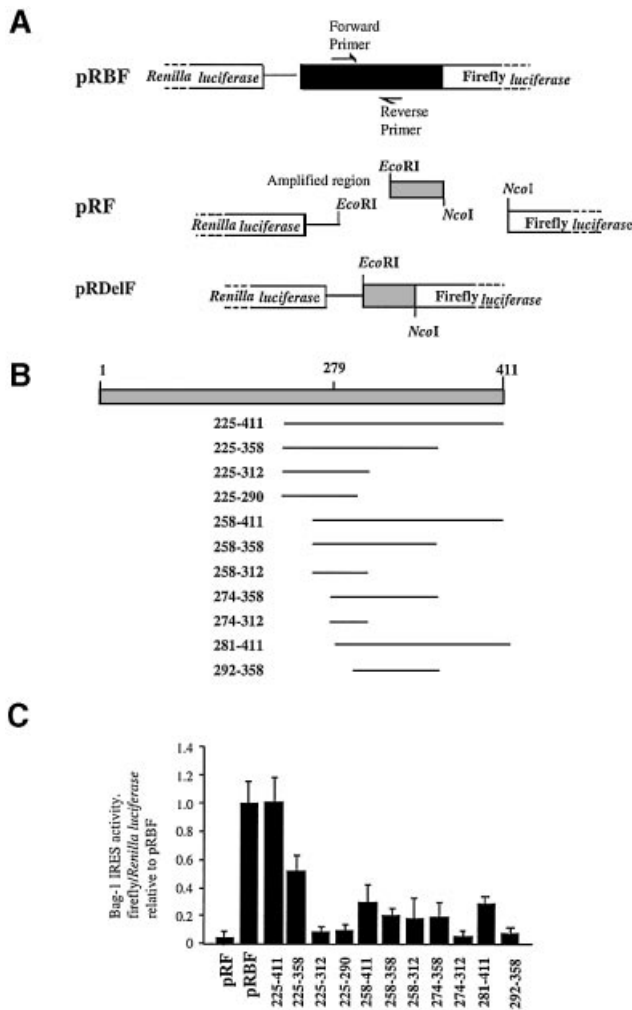 A
Forward
Primer
pRBF
Renilla luciferase
Firefly luciferase
Reverse
Primer
EcoRI
Amplified region
NcoI
pRF
EcoRI
NcoI
Renilla luciferase
Firefly luciferase
EcoRI
pRDelF
Renilla luciferase
Firefly luciferase
NcoI
B
1 279 411
225-411
225-358
225-312
225-290
258-411
258-358
258-312
274-358
274-312
281-411
292-358
C
Bag-1 IRES activity,
firefly/Renilla luciferase
relative to pRBF
1.4
1.2
1.0
0.8
0.6
0.4
0.2
0
pRF
pRBF
225-411
225-358
225-312
225-290
258-411
258-358
258-312
274-358
274-312
281-411
292-358